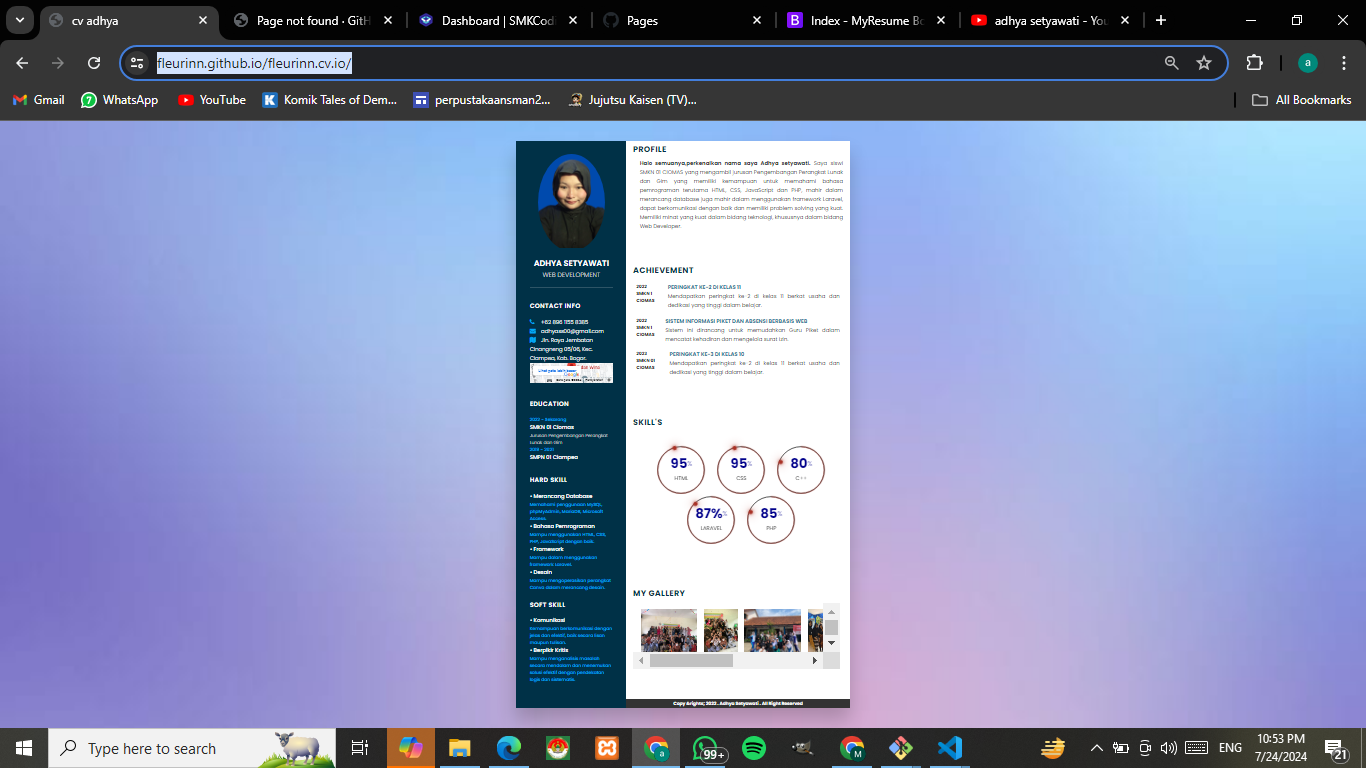 cv adhya
Page not found · GitH
Dashboard | SMKCodi
Pages
Index - MyResume Bo
adhya setyawati - You
fleurinn.github.io/fleurinn.cv.io/
a
Gmail
WhatsApp
YouTube
Komik Tales of Dem...
perpustakaansman2...
Jujutsu Kaisen (TV)...
All Bookmarks
ADHYA SETYAWATI
WEB DEVELOPMENT
CONTACT INFO
+62 896 1155 8385
adhyass00@gmail.com
Jln. Raya Jembatan
Cinangneng 05/06, Kec.
Ciampea, Kab. Bogor.
EDUCATION
2022 - Sekarang
SMKN 01 Ciomas
Jurusan Pengembangan Perangkat
Lunak dan Gim
2019 - 2021
SMPN 01 Ciampea
HARD SKILL
• Merancang Database
Memahami penggunaan MySQL,
phpMyAdmin, MariaDB, Microsoft
Access.
• Bahasa Pemrograman
Mampu menggunakan HTML, CSS,
PHP, JavaScript dengan baik.
• Framework
Mampu dalam menggunakan
framework Laravel.
• Desain
Mampu mengoperasikan perangkat
Canva dalam merancang desain.
SOFT SKILL
• Komunikasi
Kemampuan berkomunikasi dengan
jelas dan efektif, baik secara lisan
maupun tulisan.
• Berpikir Kritis
Mampu menganalisis masalah
secara mendalam dan menemukan
solusi efektif dengan pendekatan
logis dan sistematis.
PROFILE
Halo semuanya,perkenalkan nama saya Adhya setyawati. Saya siswi
SMKN 01 CIOMAS yang mengambil jurusan Pengembangan Perangkat Lunak
dan Gim yang memiliki kemampuan untuk memahami bahasa
pemrograman terutama HTML, CSS, JavaScript dan PHP, mahir dalam
merancang database juga mahir dalam menggunakan framework Laravel,
dapat berkomunikasi dengan baik dan memiliki problem solving yang kuat.
Memiliki minat yang kuat dalam bidang teknologi, khususnya dalam bidang
Web Developer.
ACHIEVEMENT
2022
SMKN 1
CIOMAS
PERINGKAT KE-2 DI KELAS 11
Mendapatkan peringkat ke-2 di kelas 11 berkat usaha dan
dedikasi yang tinggi dalam belajar.
2022
SMKN 1
CIOMAS
SISTEM INFORMASI PIKET DAN ABSENSI BERBASIS WEB
Sistem ini dirancang untuk memudahkan Guru Piket dalam
mencatat kehadiran dan mengelola surat izin.
2022
SMKN 01
CIOMAS
PERINGKAT KE-3 DI KELAS 10
Mendapatkan peringkat ke-2 di kelas 11 berkat usaha dan
dedikasi yang tinggi dalam belajar.
SKILL'S
95%
HTML
95%
CSS
80%
C++
87%%
LARAVEL
85%
PHP
MY GALLERY
Copy &rights; 2022 . Adhya Setyawati . All Right Reserved
Type here to search
99+
ENG
10:53 PM
7/24/2024
21